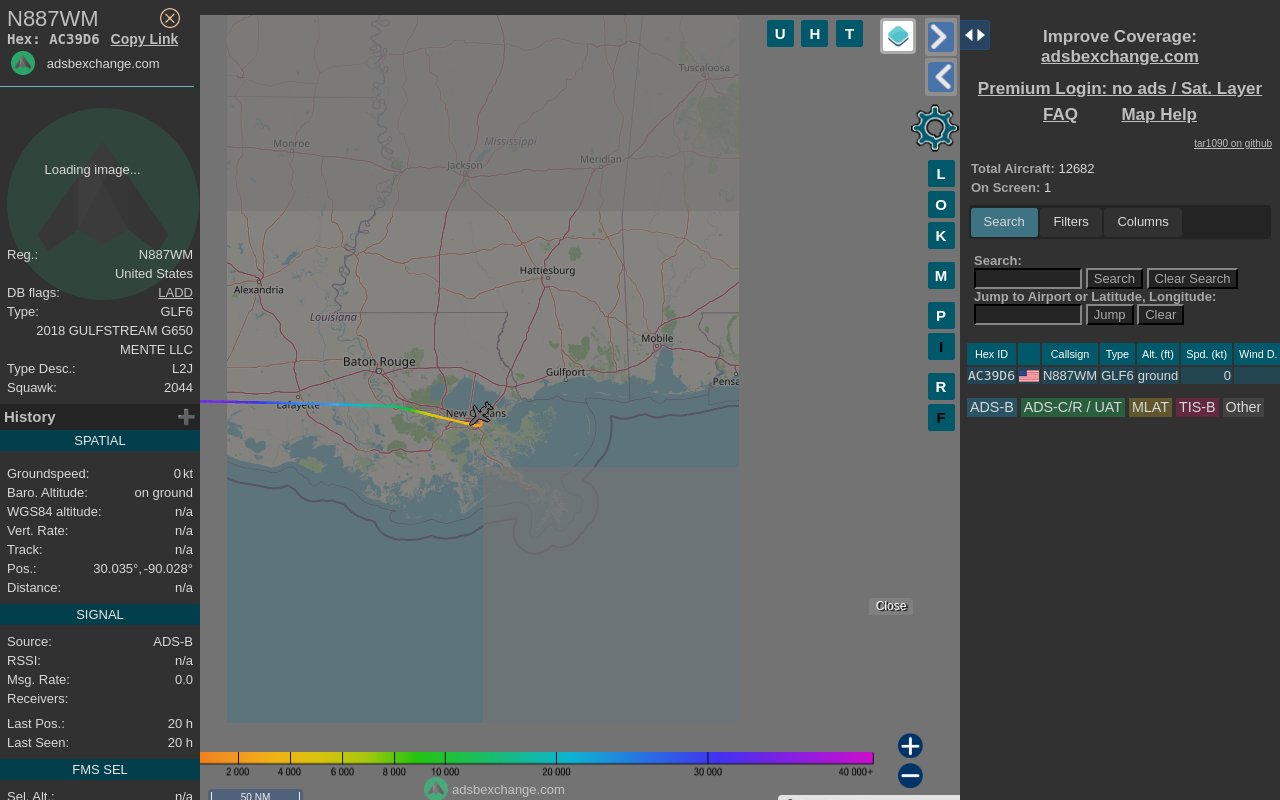 N887WM
Hex: AC39D6 Copy Link
adsbexchange.com
Loading image...
Reg.: N887WM
United States
DB flags: LADD
Type: GLF6
2018 GULFSTREAM G650
MENTE LLC
Type Desc.: L2J
Squawk: 2044
History
SPATIAL
Groundspeed: 0 kt
Baro. Altitude: on ground
WGS84 altitude: n/a
Vert. Rate: n/a
Track: n/a
Pos.: 30.035°, -90.028°
Distance: n/a
SIGNAL
Source: ADS-B
RSSI: n/a
Msg. Rate: 0.0
Receivers:
Last Pos.: 20 h
Last Seen: 20 h
FMS SEL
Sel. Alt.: n/a
U H T
Tuscaloosa
Mississippi
Monroe
Jackson
Meridian
Hattiesburg
Alexandria
Louisiana
Mobile
Baton Rouge
Gulfport
Pensa
Lafayette
New Orleans
L
O
K
M
P
I
R
F
Close
2 000 4 000 6 000 8 000 10 000 20 000 30 000 40 000+
adsbexchange.com
50 NM
Improve Coverage:
adsbexchange.com
Premium Login: no ads / Sat. Layer
FAQ Map Help
tar1090 on github
Total Aircraft: 12682
On Screen: 1
Search Filters Columns
Search:
Search Clear Search
Jump to Airport or Latitude, Longitude:
Jump Clear
Hex ID Callsign Type Alt. (ft) Spd. (kt) Wind D.
AC39D6 N887WM GLF6 ground 0
ADS-B ADS-C/R / UAT MLAT TIS-B Other